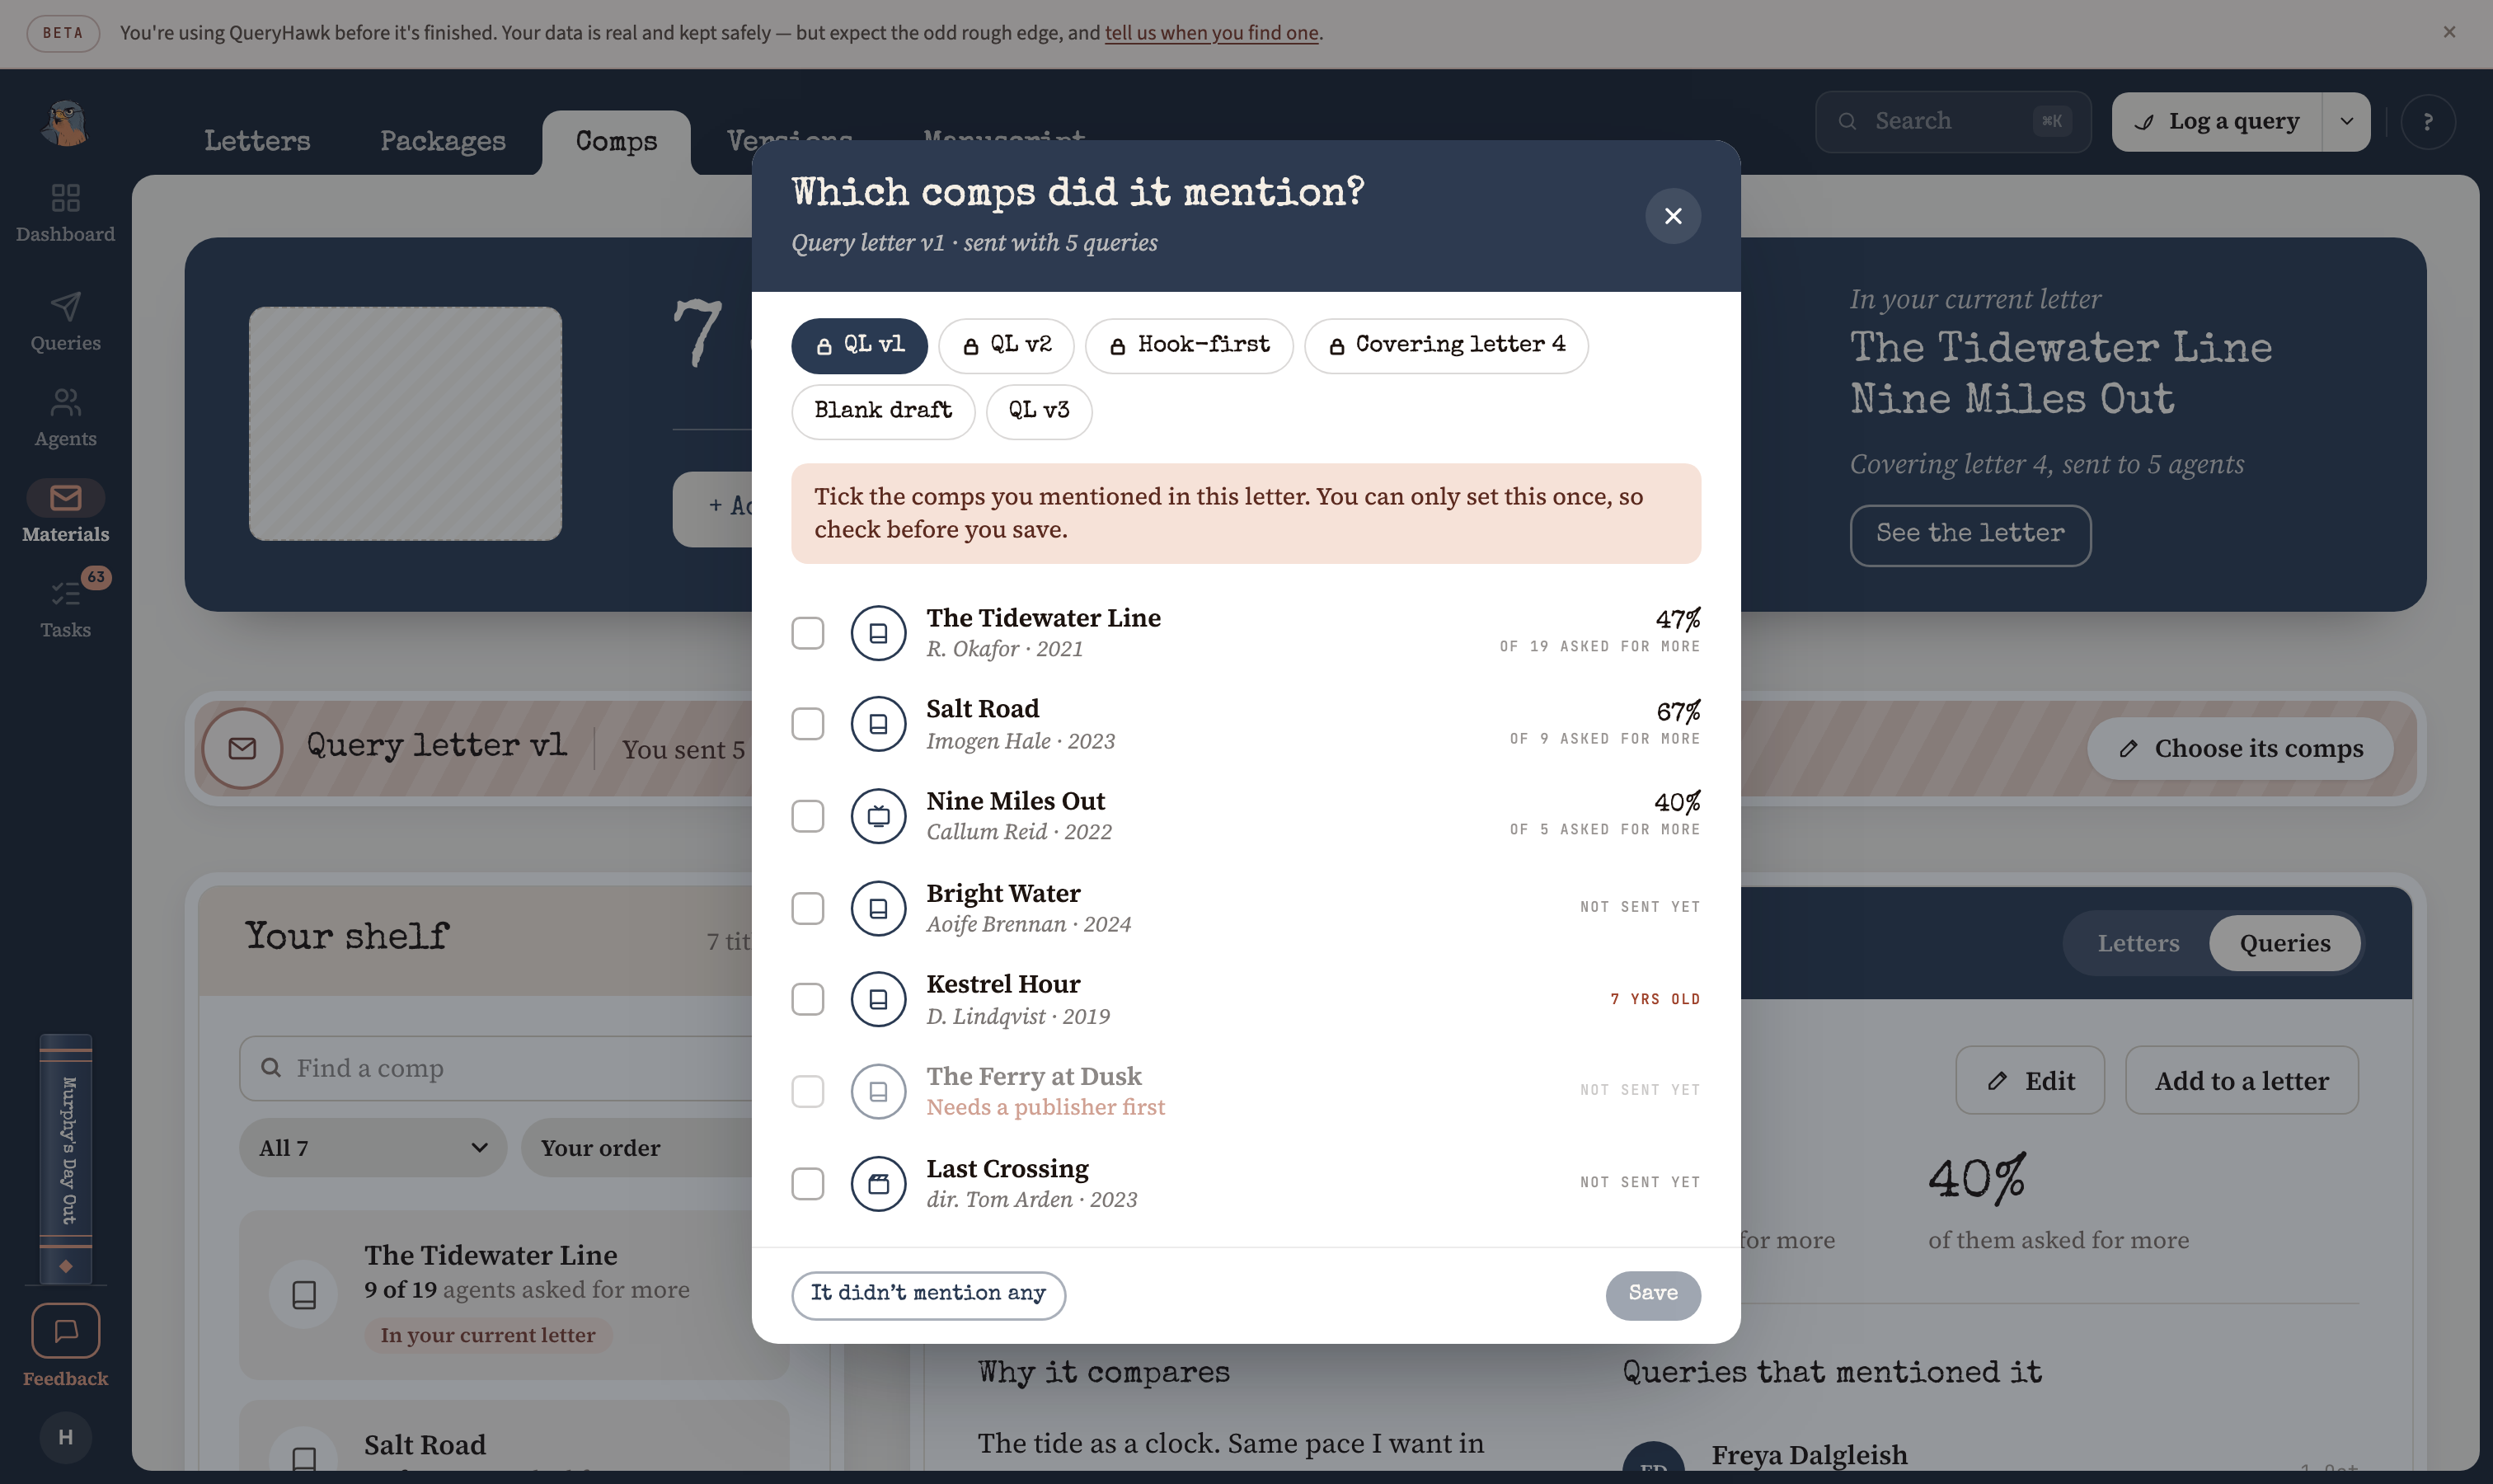 BETA
You're using QueryHawk before it's finished. Your data is real and kept safely — but expect the odd rough edge, and tell us when you find one.
Letters
Packages
Comps
Versions
Manuscript
Search
⌘K
Log a query
?
Dashboard
Queries
Agents
Materials
63
Tasks
Murphy's Day Out
Feedback
H
7
+
In your current letter
The Tidewater Line
Nine Miles Out
Covering letter 4, sent to 5 agents
See the letter
Query letter v1
You sent 5
Choose its comps
Your shelf
7
Find a comp
All 7
Your order
The Tidewater Line
9 of 19 agents asked for more
In your current letter
Salt Road
Which comps did it mention?
Query letter v1 · sent with 5 queries
QL v1
QL v2
Hook-first
Covering letter 4
Blank draft
QL v3
Tick the comps you mentioned in this letter. You can only set this once, so
check before you save.
The Tidewater Line
R. Okafor · 2021
47%
OF 19 ASKED FOR MORE
Salt Road
Imogen Hale · 2023
67%
OF 9 ASKED FOR MORE
Nine Miles Out
Callum Reid · 2022
40%
OF 5 ASKED FOR MORE
Bright Water
Aoife Brennan · 2024
NOT SENT YET
Kestrel Hour
D. Lindqvist · 2019
7 YRS OLD
The Ferry at Dusk
Needs a publisher first
NOT SENT YET
Last Crossing
dir. Tom Arden · 2023
NOT SENT YET
It didn't mention any
Save
Letters
Queries
Edit
Add to a letter
for more
40%
of them asked for more
Why it compares
The tide as a clock. Same pace I want in
Queries that mentioned it
Freya Dalgleish